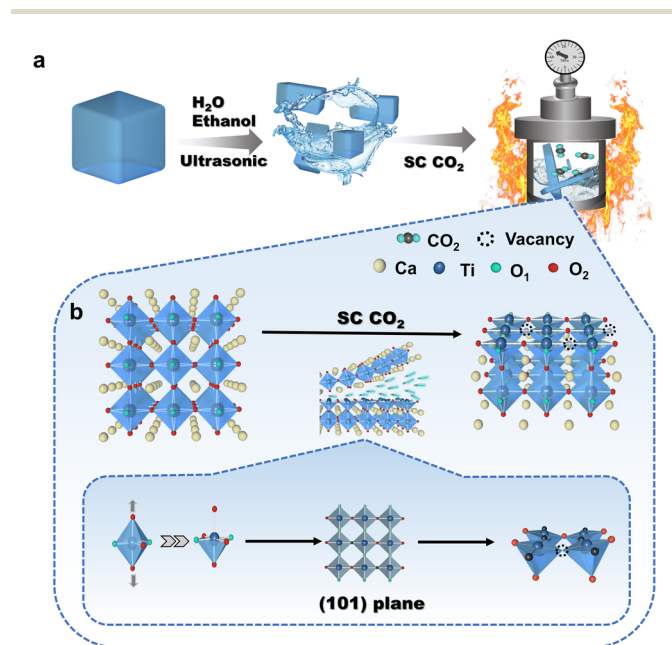 a
H₂O
Ethanol
Ultrasonic
SC CO₂
CO₂
Vacancy
Ca
Ti
O₁
O₂
b
SC CO₂
(101) plane